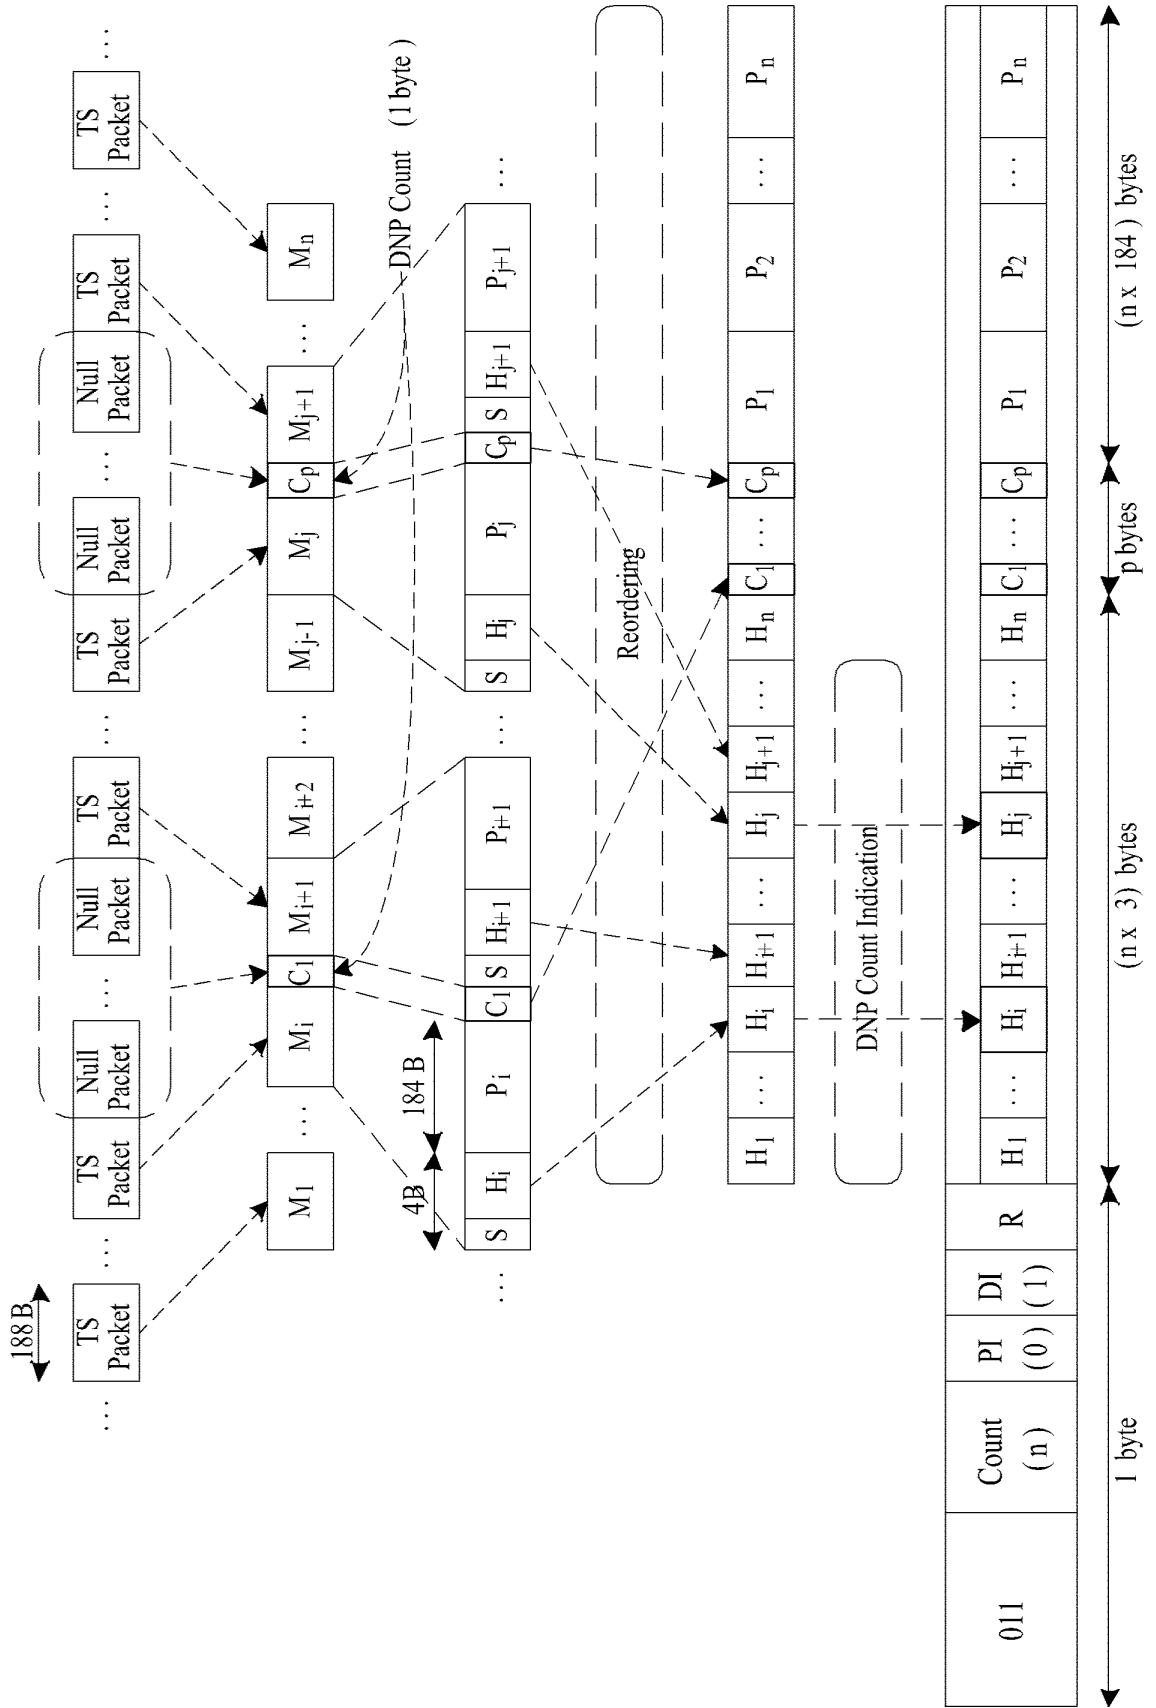 188 B
···· TS Packet ···· TS Packet Null Packet ···· Null Packet TS Packet ···· TS Packet Null Packet ···· Null Packet TS Packet ···· TS Packet ····
M1 ···· Mi C1 Mi+1 Mi+2 ···· Mj-1 Mj Cp Mj+1 ···· Mn
DNP Count (1 byte)
4B 184 B
···· S Hi Pi C1 S Hi+1 Pi+1 ···· S Hj Pj Cp S Hj+1 Pj+1 ····
Reordering
H1 ···· Hi Hi+1 ···· Hj Hj+1 ···· Hn C1 ···· Cp P1 P2 ···· Pn
DNP Count Indication
011 Count (n) PI (0) DI (1) R H1 ···· Hi Hi+1 ···· Hj Hj+1 ···· Hn C1 ···· Cp P1 P2 ···· Pn
1 byte (n x 3) bytes p bytes (n x 184) bytes